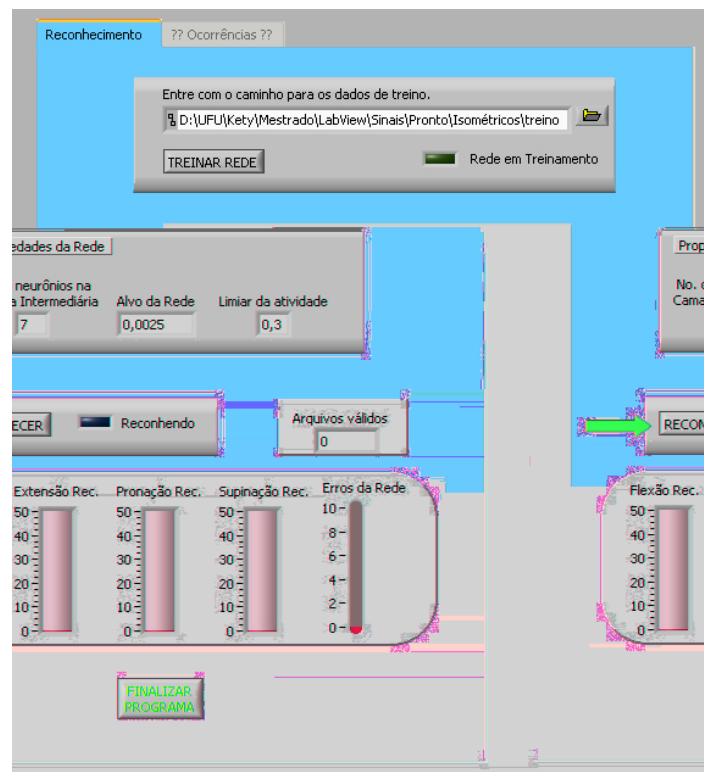 Reconhecimento
?? Ocorrências ??
Entre com o caminho para os dados de treino.
D:\UFU\Kety\Mestrado\LabView\Sinais\Pronto\Isométricos\treino
TREINAR REDE
Rede em Treinamento
edades da Rede
Prop
neurônios na
a Intermediária
Alvo da Rede
Limiar da atividade
No. d
Cama
7
0,0025
0,3
ECER
Reconhendo
Arquivos válidos
0
RECON
Extensão Rec.
50
40
30
20
10
0
Pronação Rec.
50
40
30
20
10
0
Supinação Rec.
50
40
30
20
10
0
Erros da Rede
10
8
6
4
2
0
Flexão Rec.
50
40
30
20
10
0
FINALIZAR
PROGRAMA